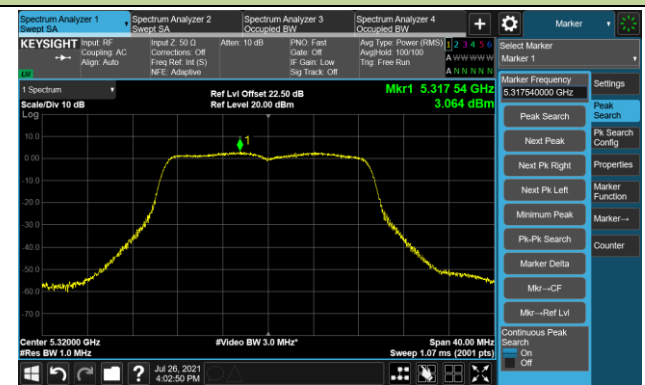 Spectrum Analyzer 1
Swept SA
Spectrum Analyzer 2
Swept SA
Spectrum Analyzer 3
Occupied BW
Spectrum Analyzer 4
Occupied BW
+
Marker
KEYSIGHT
Input: RF
Coupling: AC
Align: Auto
Input Z: 50 Ω
Corrections: Off
Freq Ref: Int (S)
NFE: Adaptive
Atten: 10 dB
PNO: Fast
Gate: Off
IF Gain: Low
Sig Track: Off
Avg Type: Power (RMS)
Avg|Hold: 100/100
Trig: Free Run
1 2 3 4 5 6
A W W W W W
A N N N N N
Select Marker
Marker 1
Marker Frequency
5.317540000 GHz
Settings
Peak Search
Next Peak
Next Pk Right
Next Pk Left
Minimum Peak
Pk-Pk Search
Marker Delta
Mkr→CF
Mkr→Ref Lvl
Continuous Peak
Search
On
Off
Peak
Search
Pk Search
Config
Properties
Marker
Function
Marker→
Counter
1 Spectrum
Scale/Div 10 dB
Log
Ref Lvl Offset 22.50 dB
Ref Level 20.00 dBm
Mkr1 5.317 54 GHz
3.064 dBm
1
10.0
0.00
-10.0
-20.0
-30.0
-40.0
-50.0
-60.0
-70.0
Center 5.32000 GHz
#Res BW 1.0 MHz
#Video BW 3.0 MHz*
Span 40.00 MHz
Sweep 1.07 ms (2001 pts)
?
Jul 26, 2021
4:02:50 PM